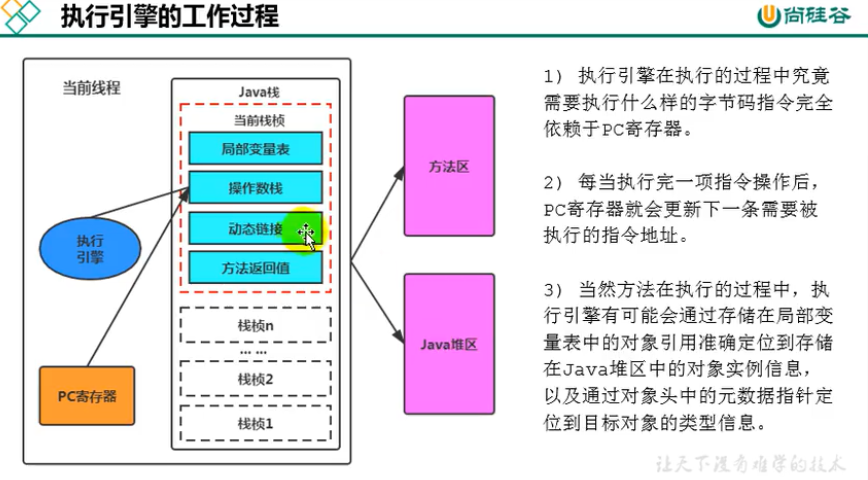 执行引擎的工作过程
尚硅谷
当前线程
Java栈
当前栈桢
局部变量表
操作数栈
动态链接
方法返回值
栈桢n
... ...
栈桢2
栈桢1
执行
引擎
PC寄存器
方法区
Java堆区
1) 执行引擎在执行的过程中究竟
需要执行什么样的字节码指令完全
依赖于PC寄存器。
2) 每当执行完一项指令操作后，
PC寄存器就会更新下一条需要被
执行的指令地址。
3) 当然方法在执行的过程中，执
行引擎有可能会通过存储在局部变
量表中的对象引用准确定位到存储
在Java堆区中的对象实例信息，
以及通过对象头中的元数据指针定
位到目标对象的类型信息。
让天下没有难学的技术